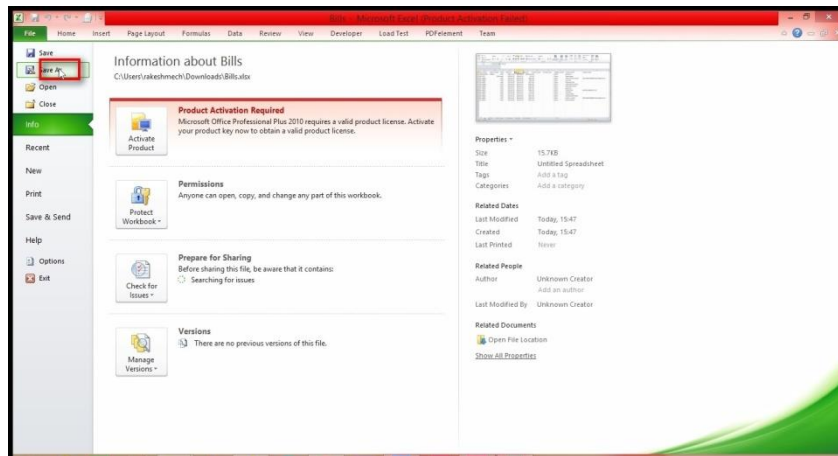 Bills - Microsoft Excel (Product Activation Failed)
File Home Insert Page Layout Formulas Data Review View Developer Load Test PDFelement Team
Save
Save As
Open
Close
Info
Recent
New
Print
Save & Send
Help
Options
Exit
Information about Bills
C:\Users\rakeshmech\Downloads\Bills.xlsx
Activate
Product
Product Activation Required
Microsoft Office Professional Plus 2010 requires a valid product license. Activate
your product key now to obtain a valid product license.
Protect
Workbook
Permissions
Anyone can open, copy, and change any part of this workbook.
Check for
Issues
Prepare for Sharing
Before sharing this file, be aware that it contains:
Searching for issues
Manage
Versions
Versions
There are no previous versions of this file.
Properties
Size 15.7KB
Title Untitled Spreadsheet
Tags Add a tag
Categories Add a category
Related Dates
Last Modified Today, 15:47
Created Today, 15:47
Last Printed Never
Related People
Author Unknown Creator
Add an author
Last Modified By Unknown Creator
Related Documents
Open File Location
Show All Properties